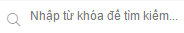 Nhập từ khóa để tìm kiếm...